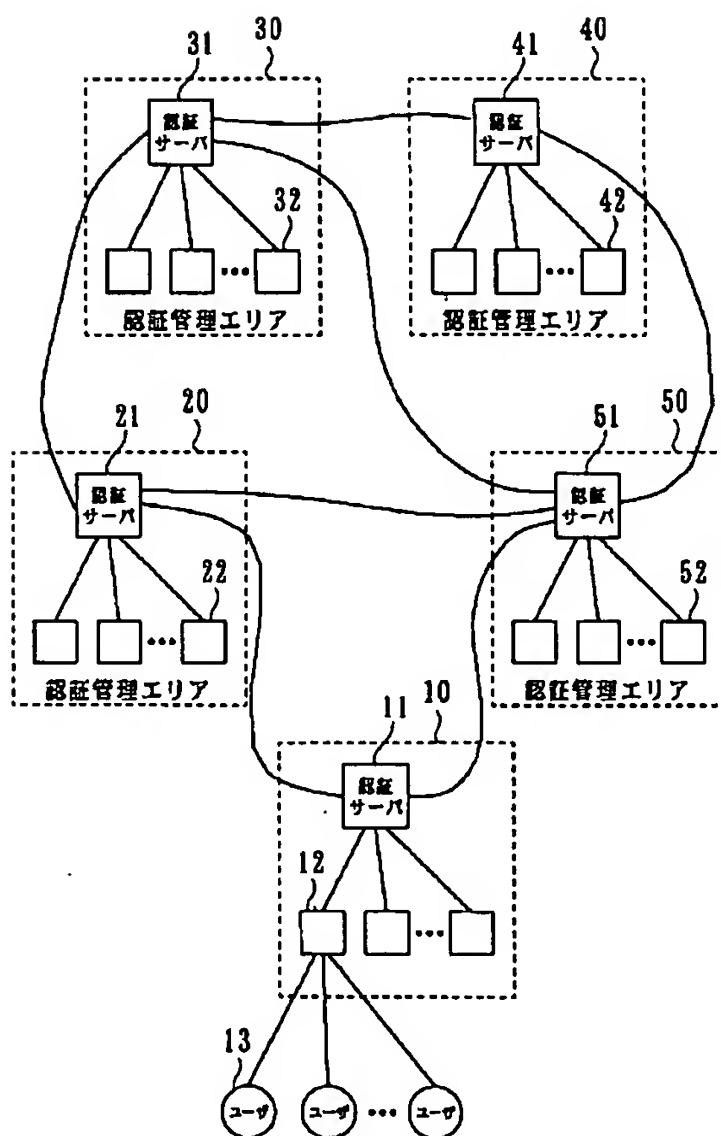 30
40
31
41
認証
サーバ
認証
サーバ
32
42
•••
•••
認証管理エリア
認証管理エリア
20
50
21
51
認証
サーバ
認証
サーバ
22
52
•••
•••
認証管理エリア
認証管理エリア
10
11
認証
サーバ
12
•••
13
ユーザ
ユーザ
•••
ユーザ